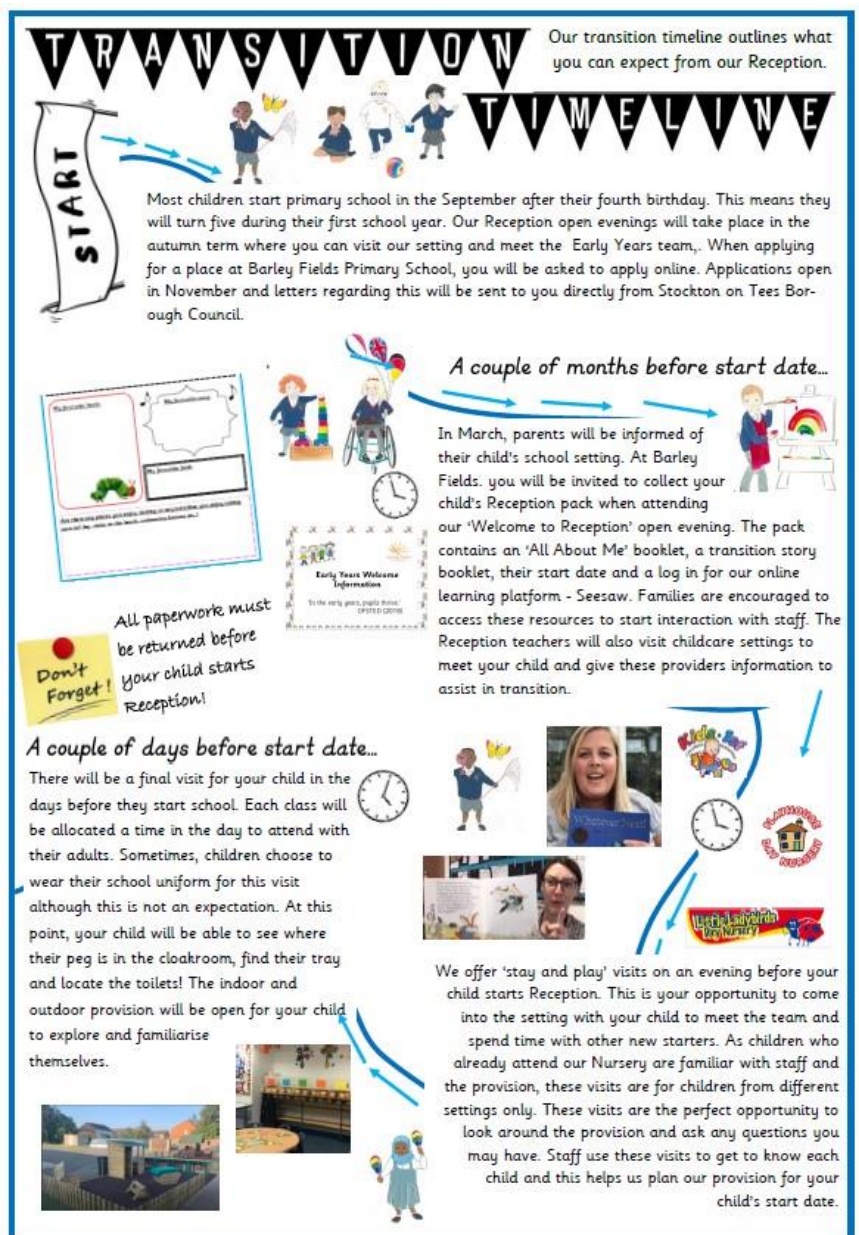 TRANSITION
Our transition timeline outlines what
you can expect from our Reception.
TIMELINE
START
Most children start primary school in the September after their fourth birthday. This means they
will turn five during their first school year. Our Reception open evenings will take place in the
autumn term where you can visit our setting and meet the Early Years team,. When applying
for a place at Barley Fields Primary School, you will be asked to apply online. Applications open
in November and letters regarding this will be sent to you directly from Stockton on Tees Bor-
ough Council.
A couple of months before start date...
In March, parents will be informed of
their child's school setting. At Barley
Fields. you will be invited to collect your
child's Reception pack when attending
our 'Welcome to Reception' open evening. The pack
contains an 'All About Me' booklet, a transition story
booklet, their start date and a log in for our online
learning platform - Seesaw. Families are encouraged to
access these resources to start interaction with staff. The
Reception teachers will also visit childcare settings to
meet your child and give these providers information to
assist in transition.
Early Years Welcome
Information
'In the early years, pupils thrive.'
OFSTED (2019)
Don't
Forget!
All paperwork must
be returned before
your child starts
Reception!
A couple of days before start date...
There will be a final visit for your child in the
days before they start school. Each class will
be allocated a time in the day to attend with
their adults. Sometimes, children choose to
wear their school uniform for this visit
although this is not an expectation. At this
point, your child will be able to see where
their peg is in the cloakroom, find their tray
and locate the toilets! The indoor and
outdoor provision will be open for your child
to explore and familiarise
themselves.
Whatever Next!
PLAYHOUSE
DAY NURSERY
Little Ladybirds
Day Nursery
We offer 'stay and play' visits on an evening before your
child starts Reception. This is your opportunity to come
into the setting with your child to meet the team and
spend time with other new starters. As children who
already attend our Nursery are familiar with staff and
the provision, these visits are for children from different
settings only. These visits are the perfect opportunity to
look around the provision and ask any questions you
may have. Staff use these visits to get to know each
child and this helps us plan our provision for your
child's start date.